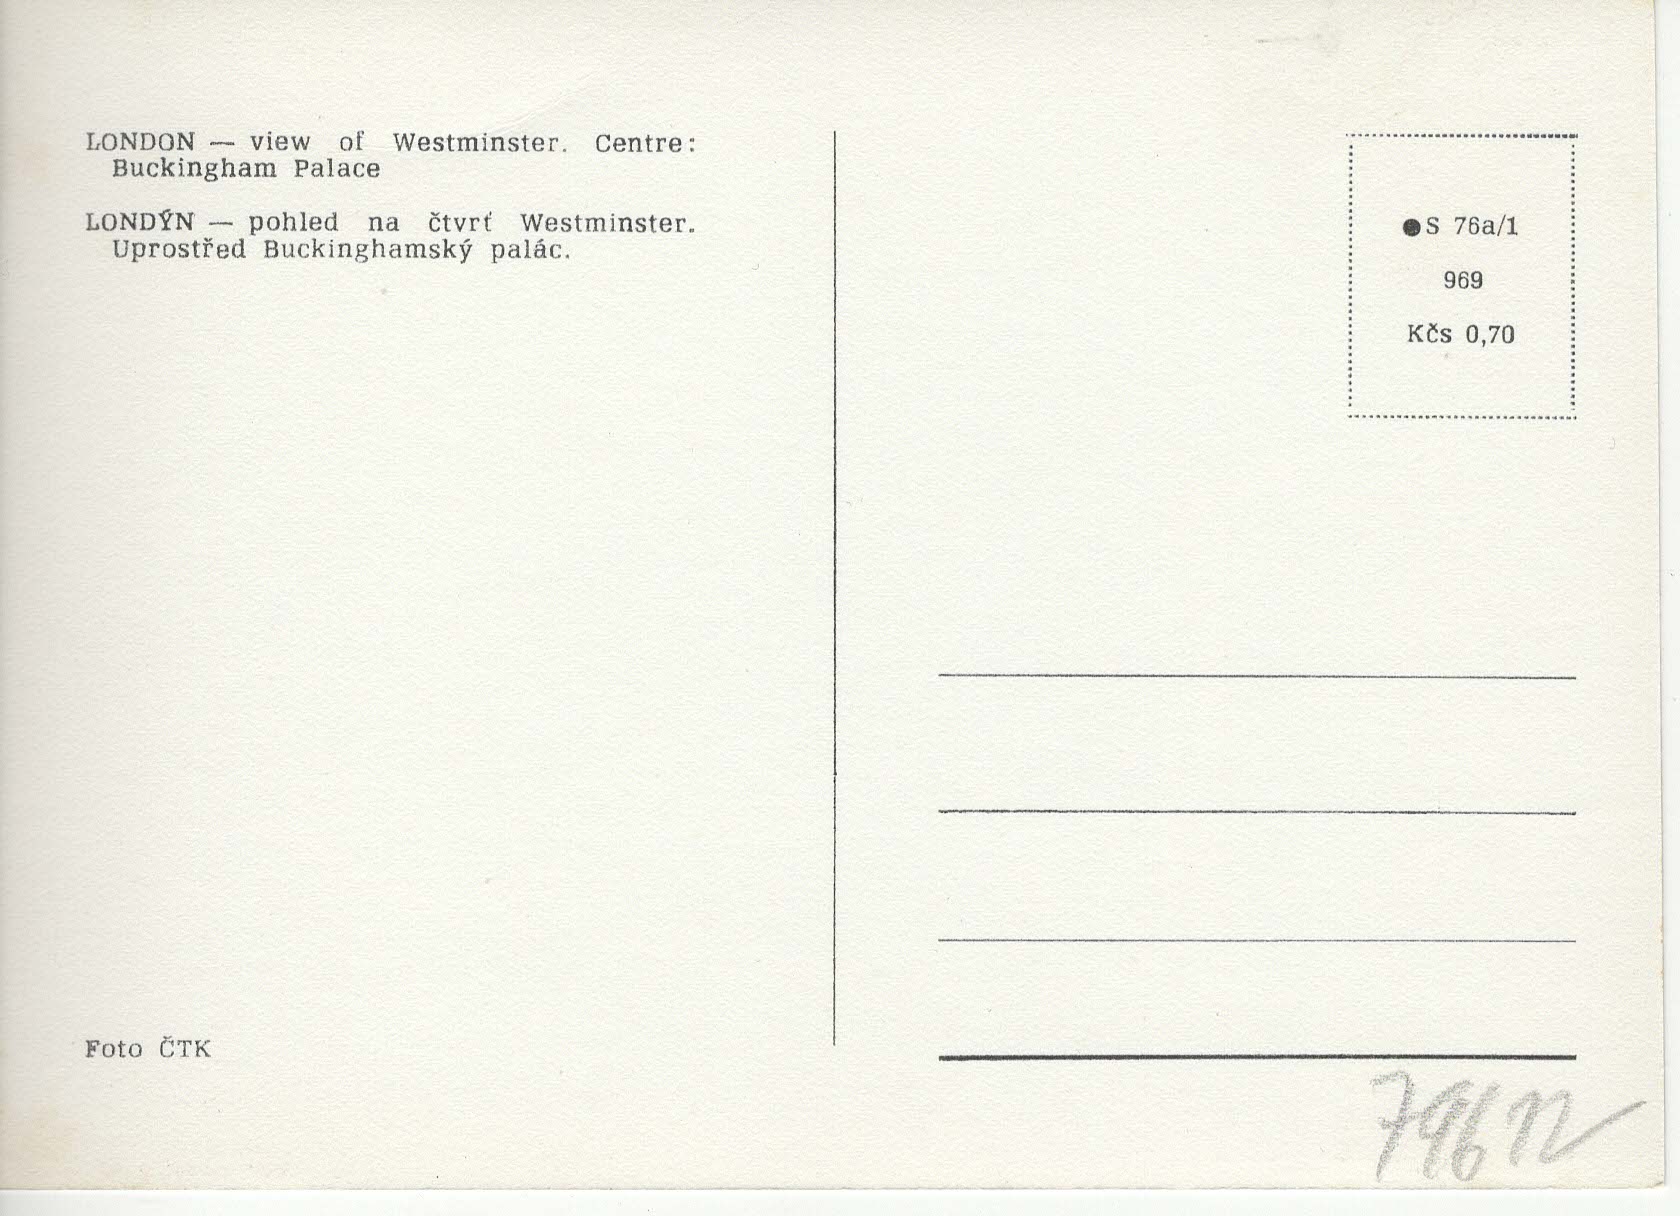 LONDON — view of Westminster. Centre:
Buckingham Palace
LONDÝN — pohled na čtvrť Westminster.
Uprostřed Buckinghamský palác.
Foto ČTK
●S 76a/1
969
Kčs 0,70